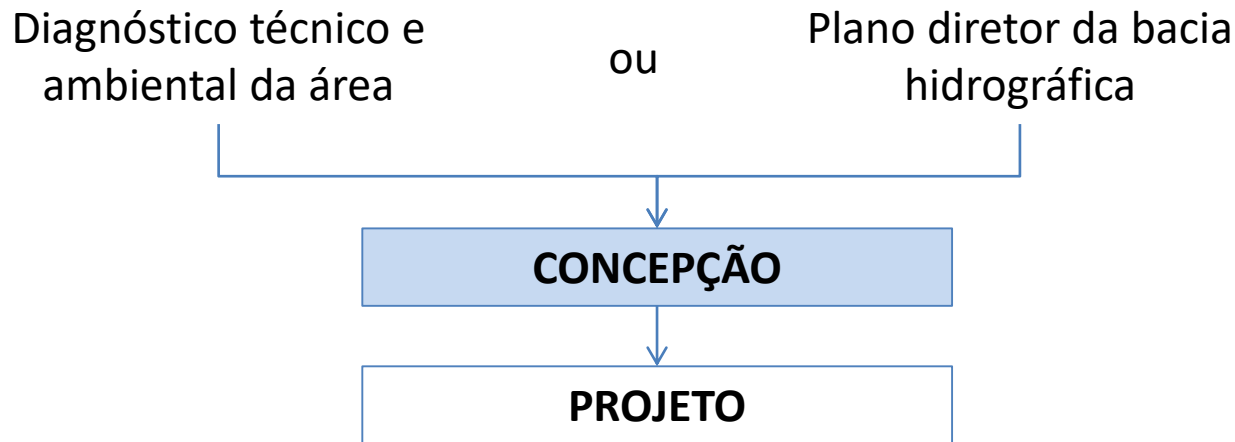 Diagnóstico técnico e
ambiental da área
ou
Plano diretor da bacia
hidrográfica
CONCEPÇÃO
PROJETO